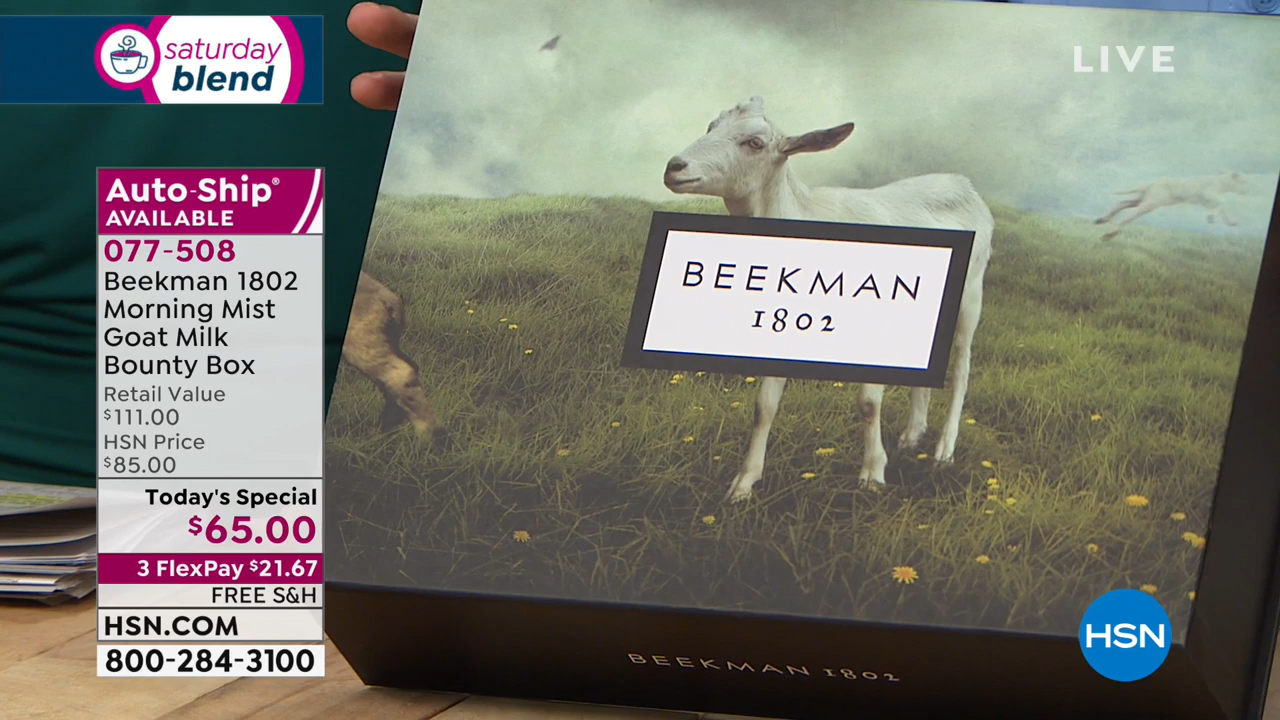 saturday
blend
LIVE
Auto-Ship®
AVAILABLE
077-508
Beekman 1802
Morning Mist
Goat Milk
Bounty Box
Retail Value
$111.00
HSN Price
$85.00
Today's Special
$65.00
3 FlexPay $21.67
FREE S&H
HSN.COM
800-284-3100
BEEKMAN
1802
BEEKMAN 1802
HSN